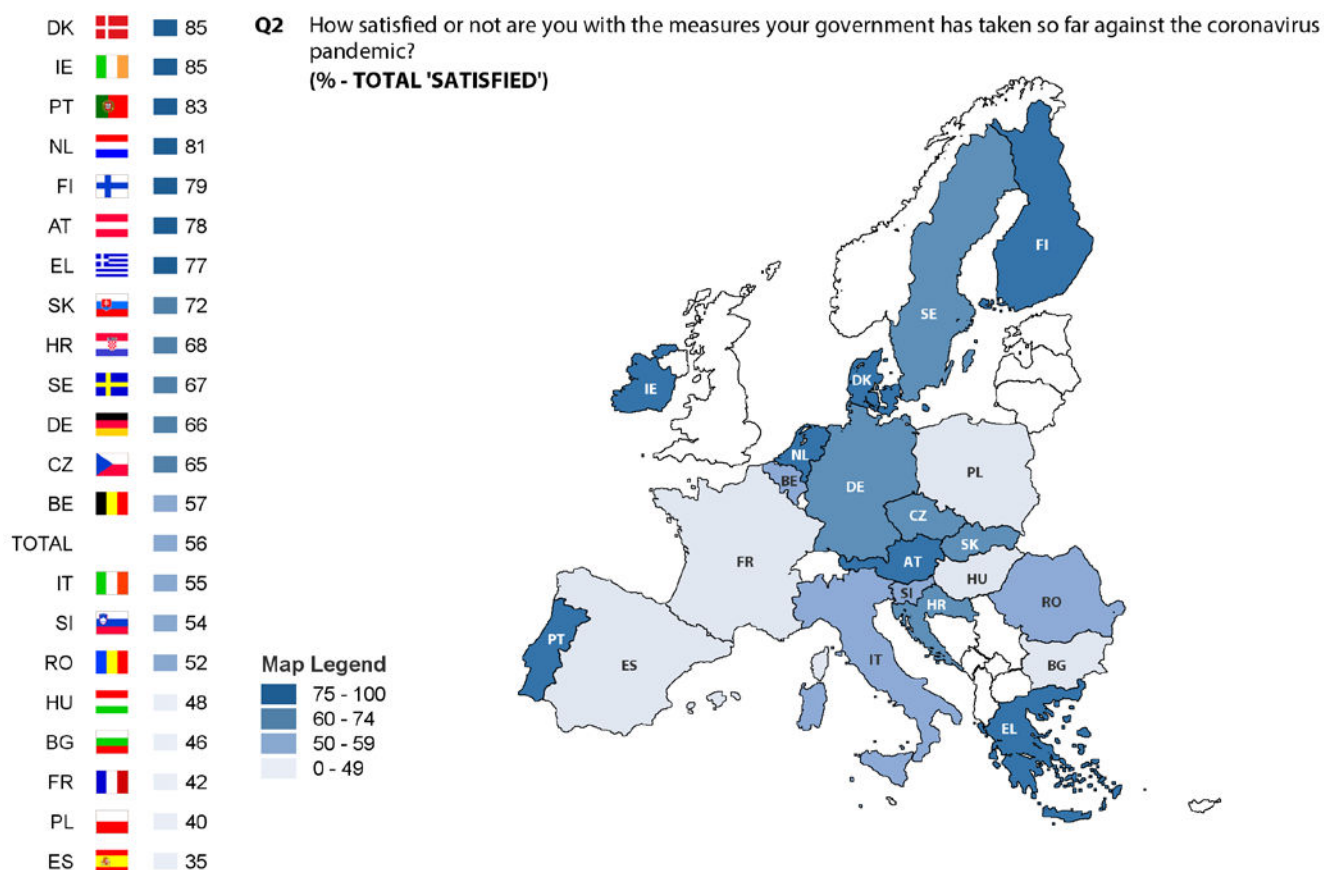 DK 85
IE 85
PT 83
NL 81
FI 79
AT 78
EL 77
SK 72
HR 68
SE 67
DE 66
CZ 65
BE 57
TOTAL 56
IT 55
SI 54
RO 52
HU 48
BG 46
FR 42
PL 40
ES 35
Q2 How satisfied or not are you with the measures your government has taken so far against the coronavirus
pandemic?
(% - TOTAL 'SATISFIED')
FI
SE
IE
DK
NL
BE
DE
PL
CZ
SK
FR
AT
HU
SI
HR
RO
PT
ES
IT
BG
EL
Map Legend
75 - 100
60 - 74
50 - 59
0 - 49